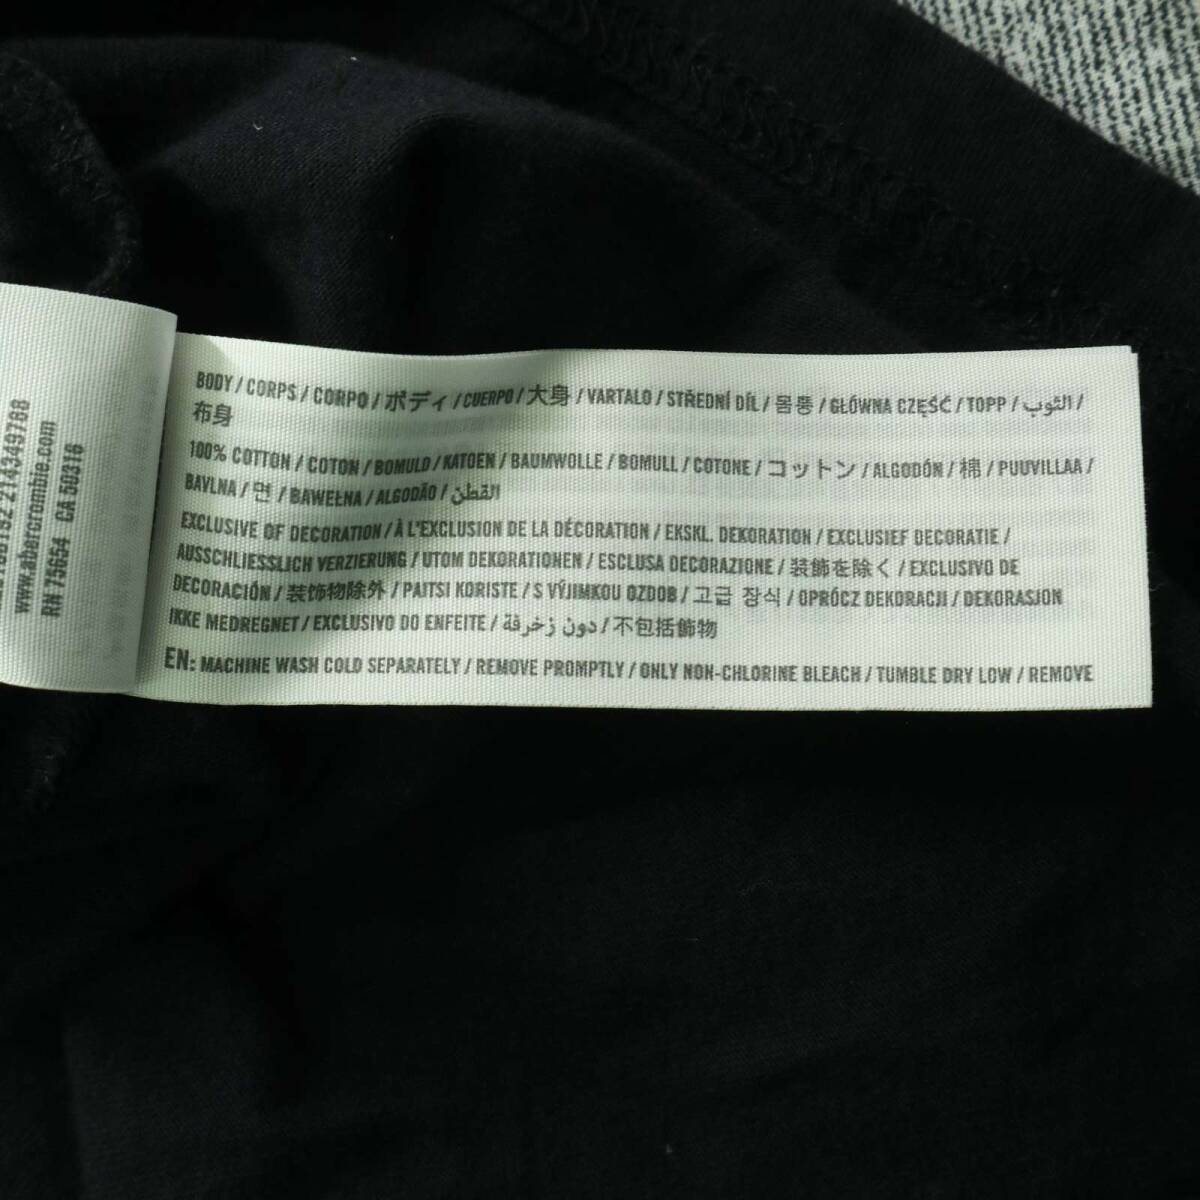 BODY / CORPS / CORPO / ボディ / CUERPO / 大身 / VARTALO / STŘEDNÍ DÍL / 몸통 / GŁÓWNA CZĘŚĆ / TOPP / الثوب /
布身
100% COTTON / COTON / BOMULD / KATOEN / BAUMWOLLE / BOMULL / COTONE / コットン / ALGODÓN / 棉 / PUUVILLAA /
BAVLNA / 면 / BAWEŁNA / ALGODÃO / القطن
EXCLUSIVE OF DECORATION / À L'EXCLUSION DE LA DÉCORATION / EKSKL. DEKORATION / EXCLUSIEF DECORATIE /
AUSSCHLIESSLICH VERZIERUNG / UTOM DEKORATIONEN / ESCLUSA DECORAZIONE / 装飾を除く / EXCLUSIVO DE
DECORACIÓN / 装饰物除外 / PAITSI KORISTE / S VÝJIMKOU OZDOB / 고급 장식 / OPRÓCZ DEKORACJI / DEKORASJON
IKKE MEDREGNET / EXCLUSIVO DO ENFEITE / دون زخرفة / 不包括飾物
EN: MACHINE WASH COLD SEPARATELY / REMOVE PROMPTLY / ONLY NON-CHLORINE BLEACH / TUMBLE DRY LOW / REMOVE
214349788
www.abercrombie.com
RN 75654 CA 50316